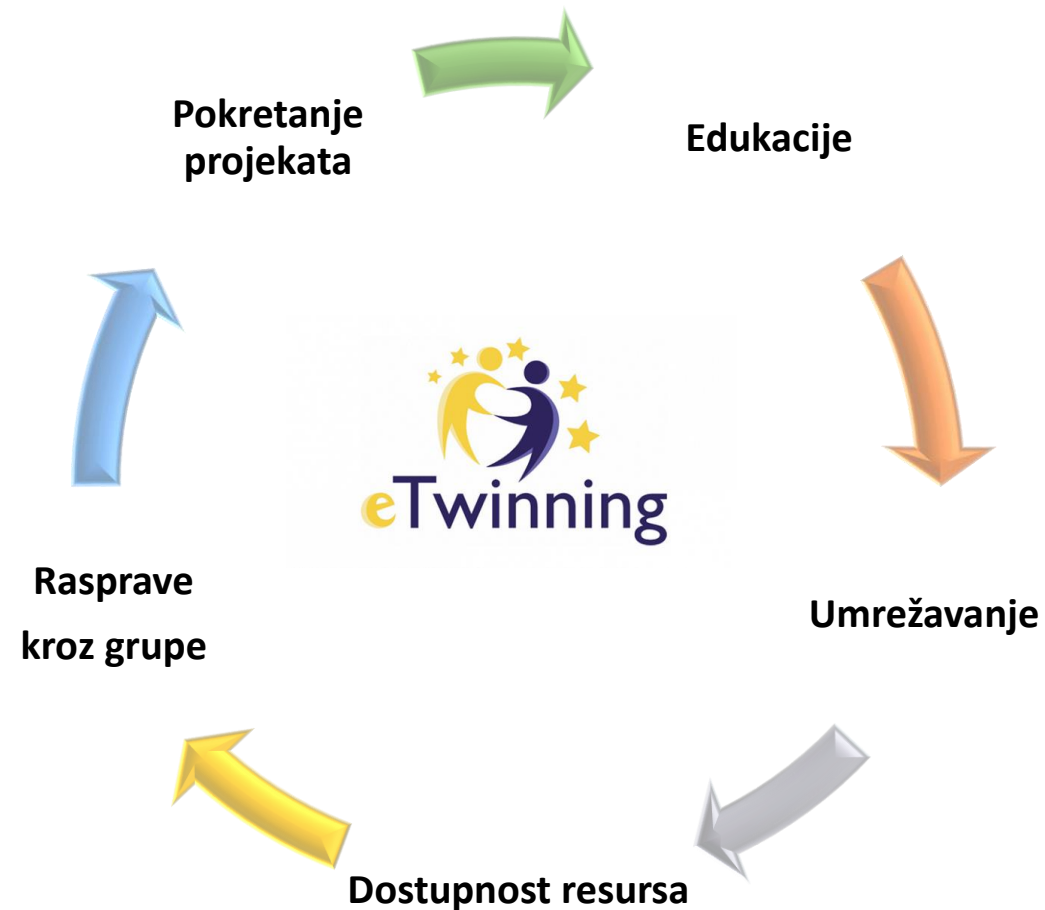 Pokretanje
projekata
Edukacije
eTwinning
Rasprave
kroz grupe
Umrežavanje
Dostupnost resursa